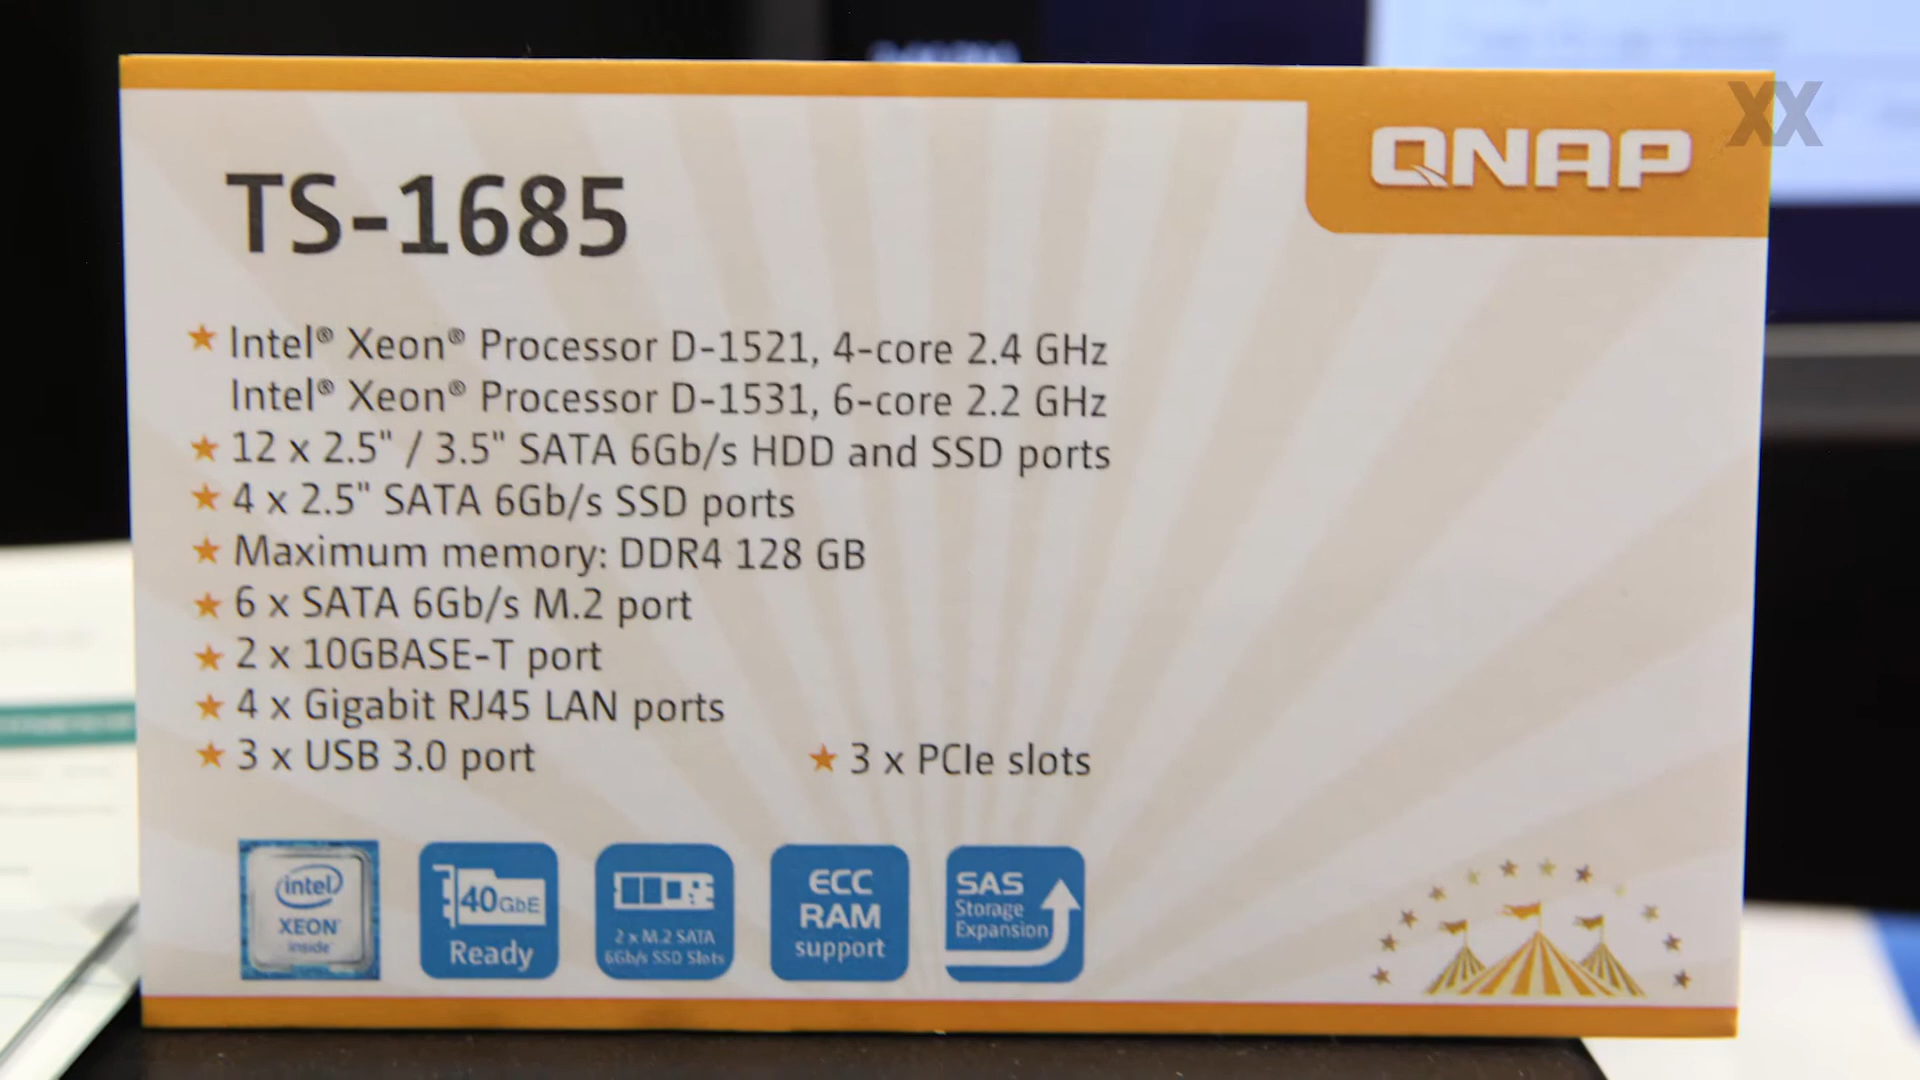 XX
QNAP
TS-1685
Intel® Xeon® Processor D-1521, 4-core 2.4 GHz
Intel® Xeon® Processor D-1531, 6-core 2.2 GHz
12 x 2.5" / 3.5" SATA 6Gb/s HDD and SSD ports
4 x 2.5" SATA 6Gb/s SSD ports
Maximum memory: DDR4 128 GB
6 x SATA 6Gb/s M.2 port
2 x 10GBASE-T port
4 x Gigabit RJ45 LAN ports
3 x USB 3.0 port
3 x PCIe slots
intel
XEON
inside
40GbE
Ready
2 x M.2 SATA
6Gb/s SSD Slots
ECC
RAM
support
SAS
Storage
Expansion